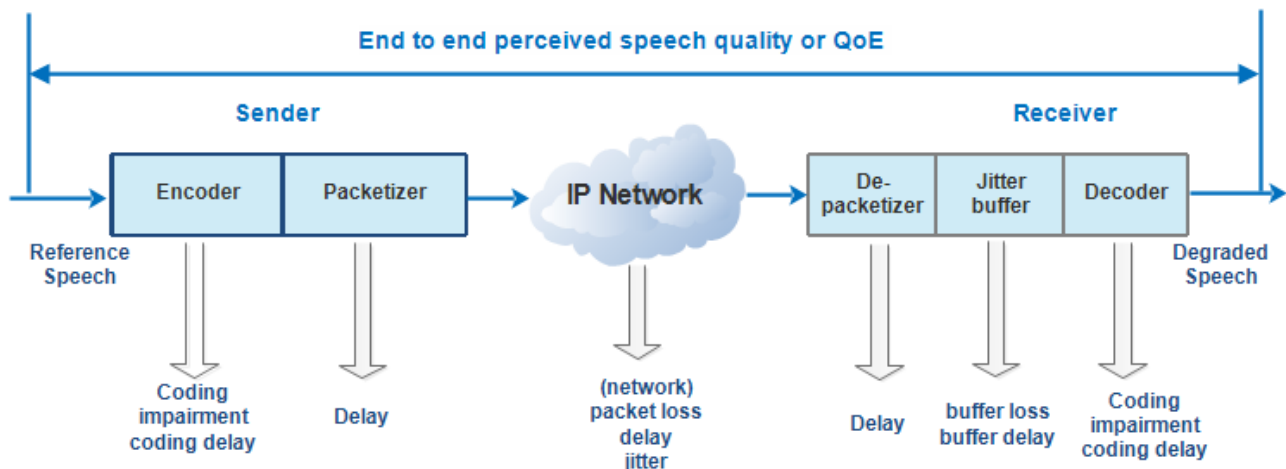 End to end perceived speech quality or QoE
Sender
Receiver
Encoder
Packetizer
IP Network
De-
packetizer
Jitter
buffer
Decoder
Reference
Speech
Degraded
Speech
Coding
impairment
coding delay
Delay
(network)
packet loss
delay
jitter
Delay
buffer loss
buffer delay
Coding
impairment
coding delay